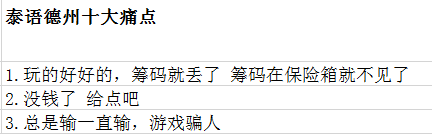 泰语德州十大痛点
1.玩的好好的，筹码就丢了 筹码在保险箱就不见了
2.没钱了 给点吧
3.总是输一直输，游戏骗人